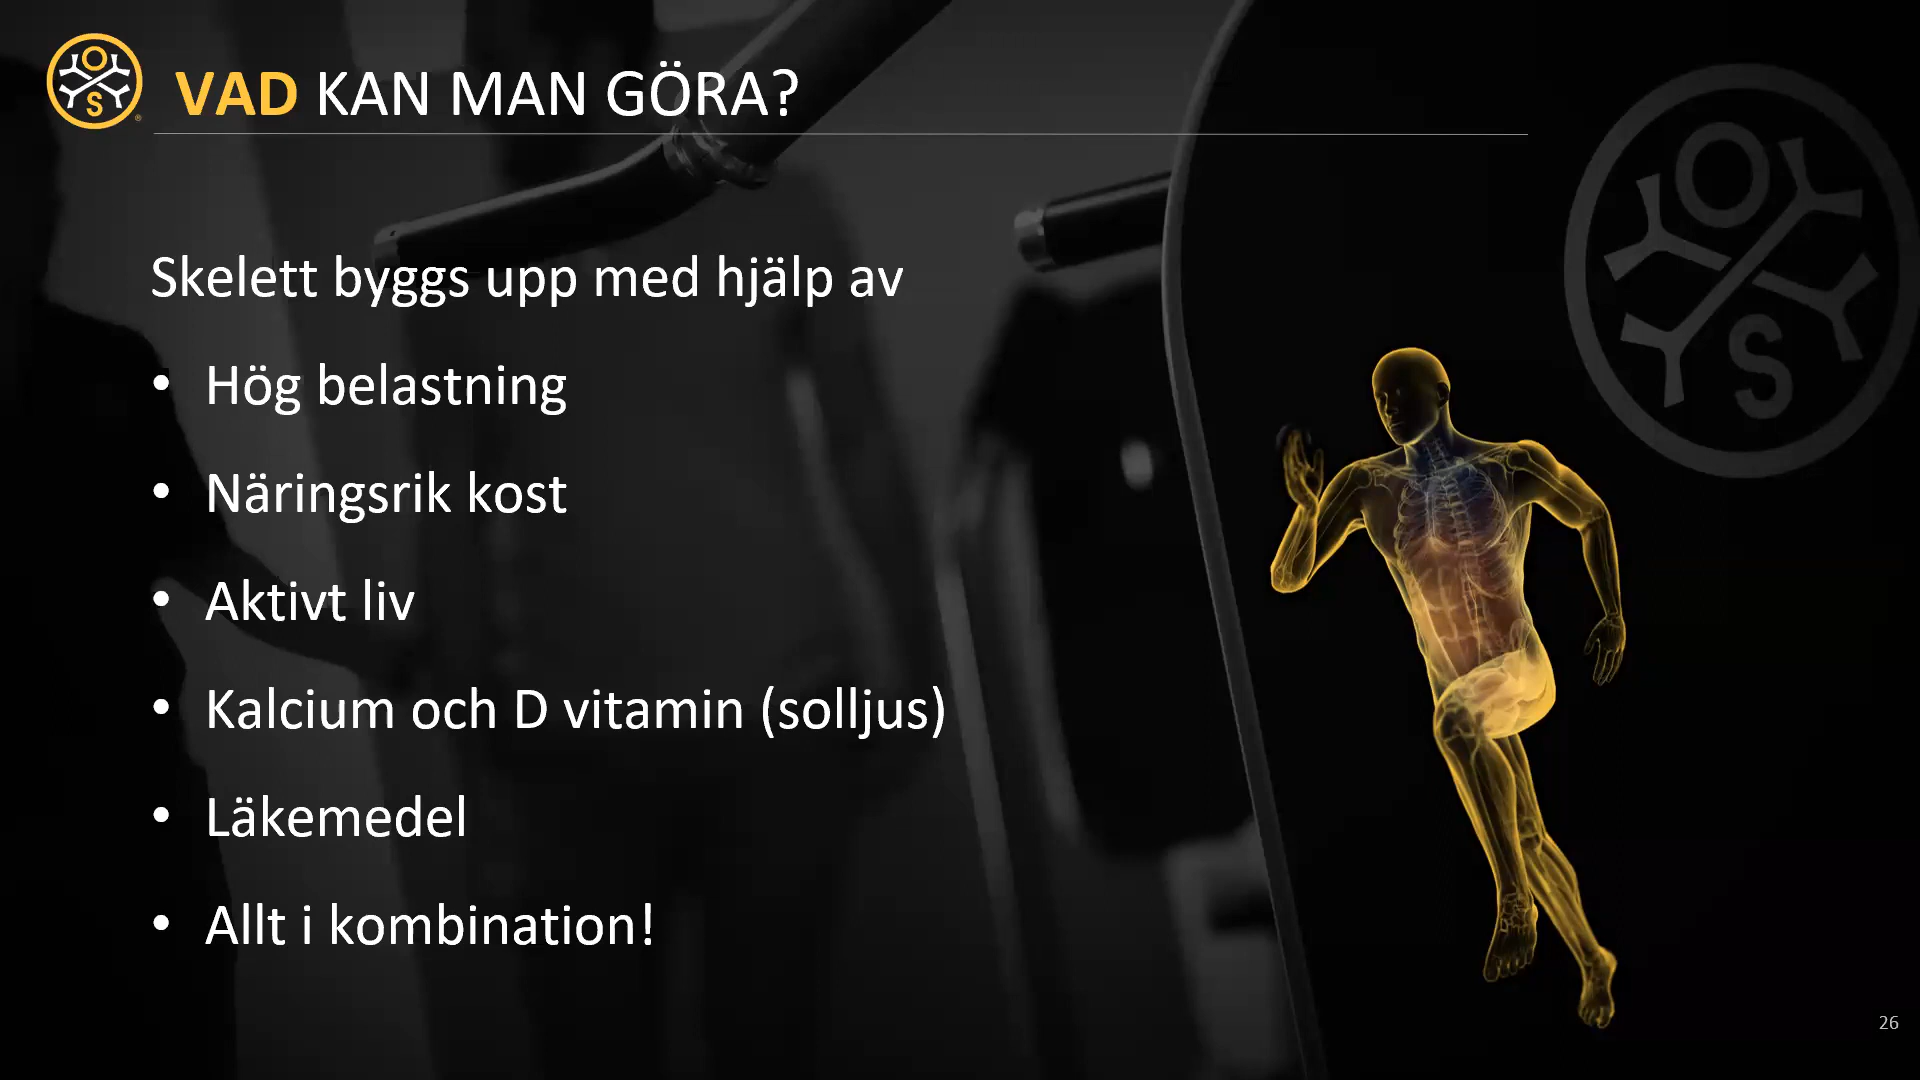 VAD KAN MAN GÖRA?
Skelett byggs upp med hjälp av
• Hög belastning
• Näringsrik kost
• Aktivt liv
• Kalcium och D vitamin (solljus)
• Läkemedel
• Allt i kombination!
26